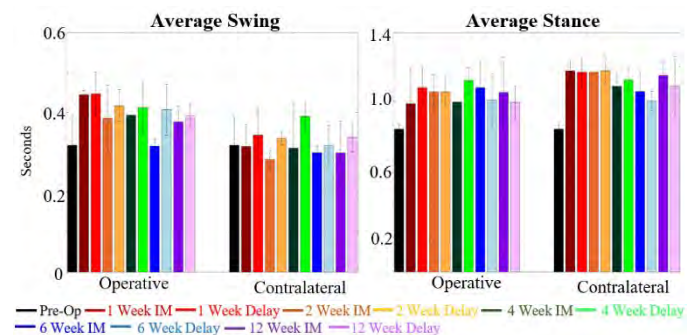 Average Swing
Average Stance
0.6
0.4
0.2
0
Seconds
1.4
1.0
0.6
0.2
Operative
Contralateral
Operative
Contralateral
Pre-Op 1 Week IM 1 Week Delay 2 Week IM 2 Week Delay 4 Week IM 4 Week Delay
6 Week IM 6 Week Delay 12 Week IM 12 Week Delay